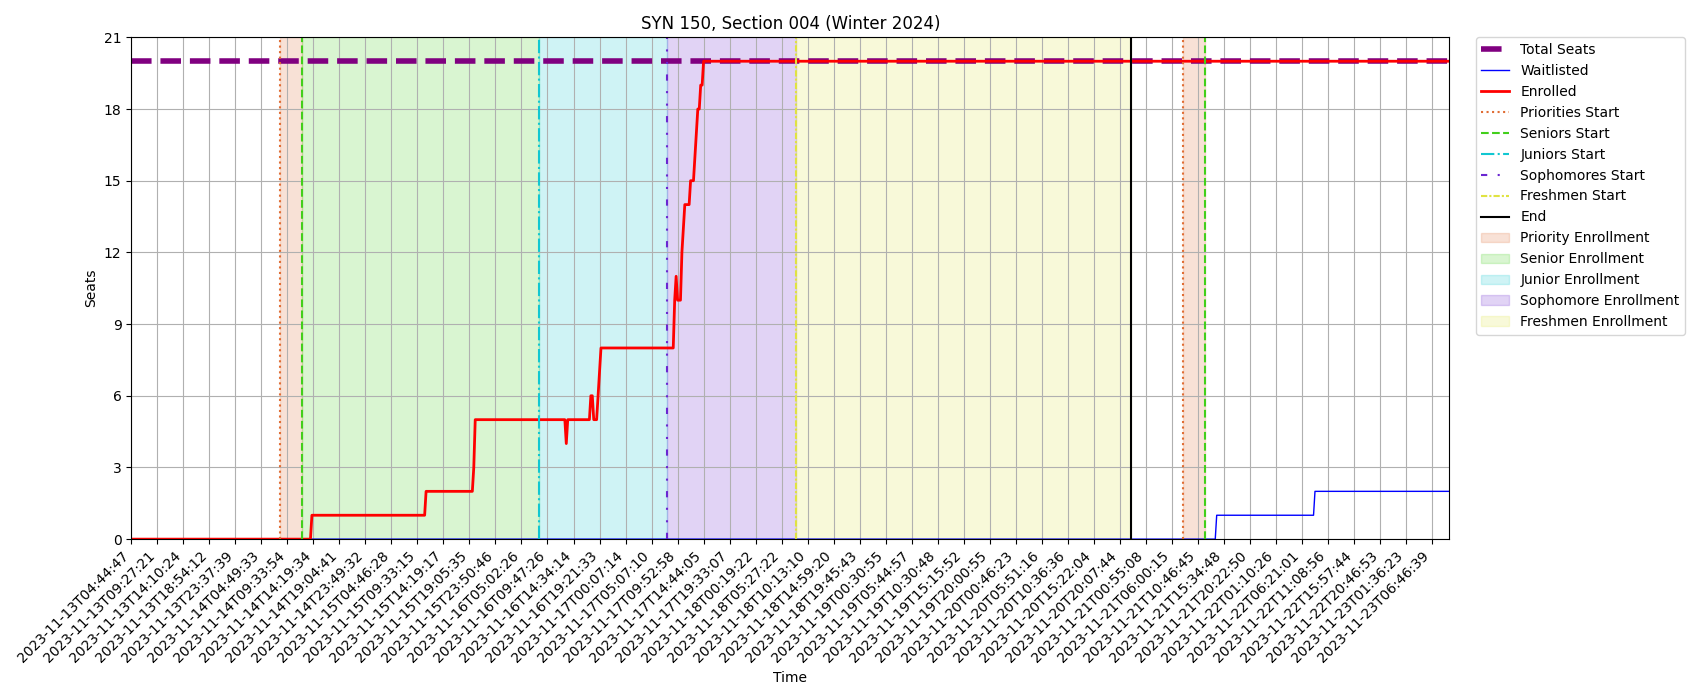 SYN 150, Section 004 (Winter 2024)
Seats
21
18
15
12
9
6
3
0
2023-11-13T04:44:47
2023-11-13T09:27:21
2023-11-13T14:10:24
2023-11-13T18:54:12
2023-11-13T23:37:39
2023-11-14T04:49:33
2023-11-14T09:33:54
2023-11-14T14:19:34
2023-11-14T19:04:41
2023-11-14T23:49:32
2023-11-15T04:46:28
2023-11-15T09:33:15
2023-11-15T14:19:17
2023-11-15T19:05:35
2023-11-15T23:50:46
2023-11-16T05:02:26
2023-11-16T09:47:26
2023-11-16T14:34:14
2023-11-16T19:21:33
2023-11-17T00:07:14
2023-11-17T05:07:10
2023-11-17T09:52:58
2023-11-17T14:44:05
2023-11-17T19:33:07
2023-11-18T00:19:22
2023-11-18T05:27:22
2023-11-18T10:13:10
2023-11-18T14:59:20
2023-11-18T19:45:43
2023-11-19T00:30:55
2023-11-19T05:44:57
2023-11-19T10:30:48
2023-11-19T15:15:52
2023-11-19T20:00:55
2023-11-20T00:46:23
2023-11-20T05:51:16
2023-11-20T10:36:36
2023-11-20T15:22:04
2023-11-20T20:07:44
2023-11-21T00:55:08
2023-11-21T06:00:15
2023-11-21T10:46:45
2023-11-21T15:34:48
2023-11-21T20:22:50
2023-11-22T01:10:26
2023-11-22T06:21:01
2023-11-22T11:08:56
2023-11-22T15:57:44
2023-11-22T20:46:53
2023-11-23T01:36:23
2023-11-23T06:46:39
Time
Total Seats
Waitlisted
Enrolled
Priorities Start
Seniors Start
Juniors Start
Sophomores Start
Freshmen Start
End
Priority Enrollment
Senior Enrollment
Junior Enrollment
Sophomore Enrollment
Freshmen Enrollment